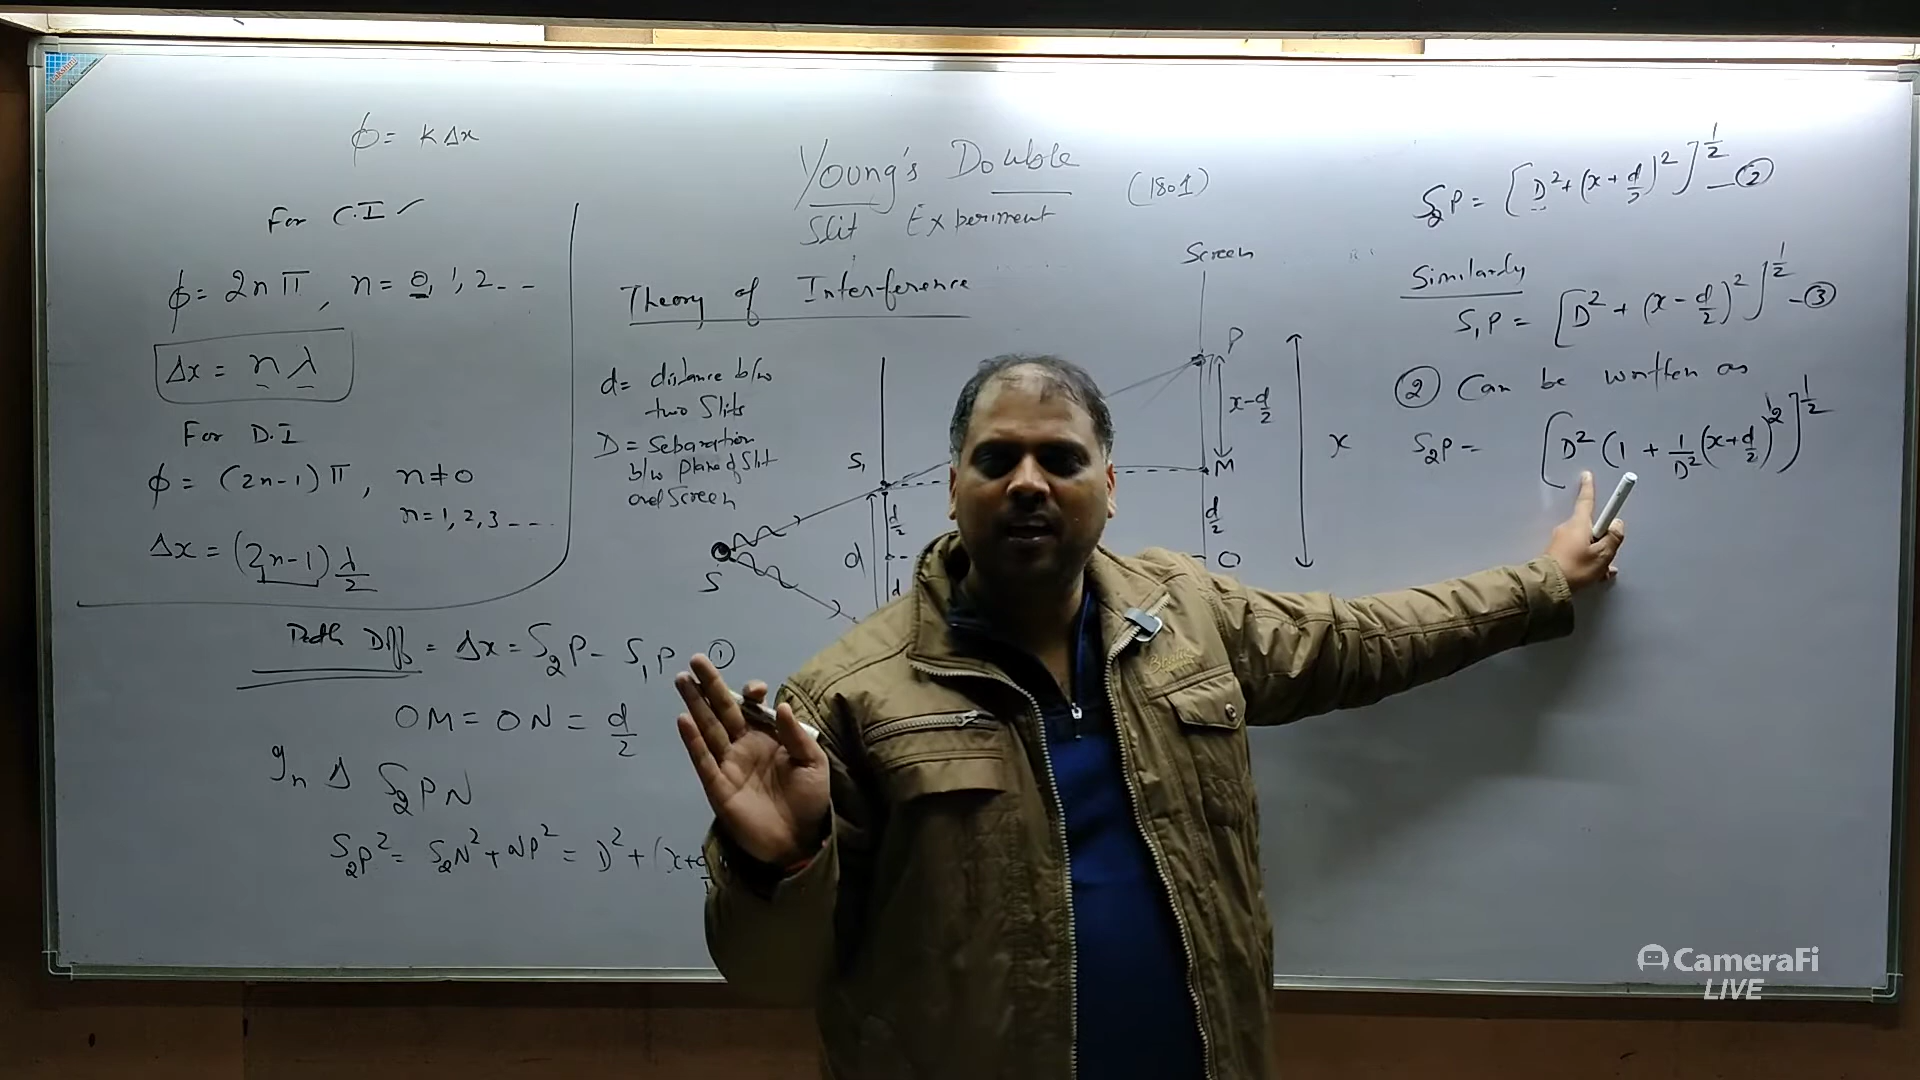 ϕ = KΔx
For C.I ✓
ϕ = 2nπ, n = 0, 1, 2 - -
Δx = nλ
For D.I
ϕ = (2n-1)π, n ≠ 0
n = 1, 2, 3 - - -
Δx = (2n-1) λ/2
Young's Double
Slit Experiment
(1801)
Theory of Interference
d = distance b/w
two Slits
D = Separation
b/w plane of Slit
and Screen
Screen
P
x - d/2
x
M
d/2
O
S₁
d/2
d
d
S
Path Diff = Δx = S₂P - S₁P ①
OM = ON = d/2
In Δ S₂PN
S₂P² = S₂N² + NP² = D² + (x+d
S₂P = [D² + (x + d/2)²]^1/2 - ②
Similarly
S₁P = [D² + (x - d/2)²]^1/2 - ③
② Can be written as
S₂P = [D² (1 + 1/D² (x + d/2)²]^1/2
CameraFi
LIVE